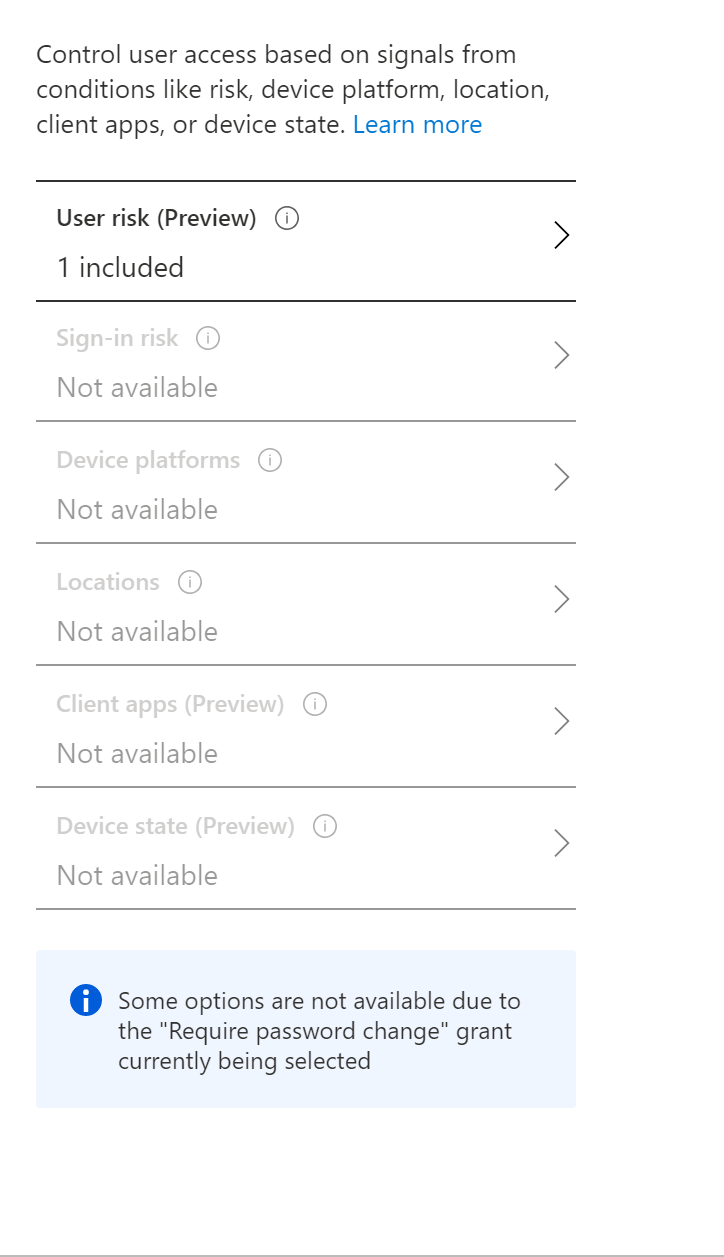 Control user access based on signals from
conditions like risk, device platform, location,
client apps, or device state. Learn more
User risk (Preview)
1 included
Sign-in risk
Not available
Device platforms
Not available
Locations
Not available
Client apps (Preview)
Not available
Device state (Preview)
Not available
Some options are not available due to
the "Require password change" grant
currently being selected